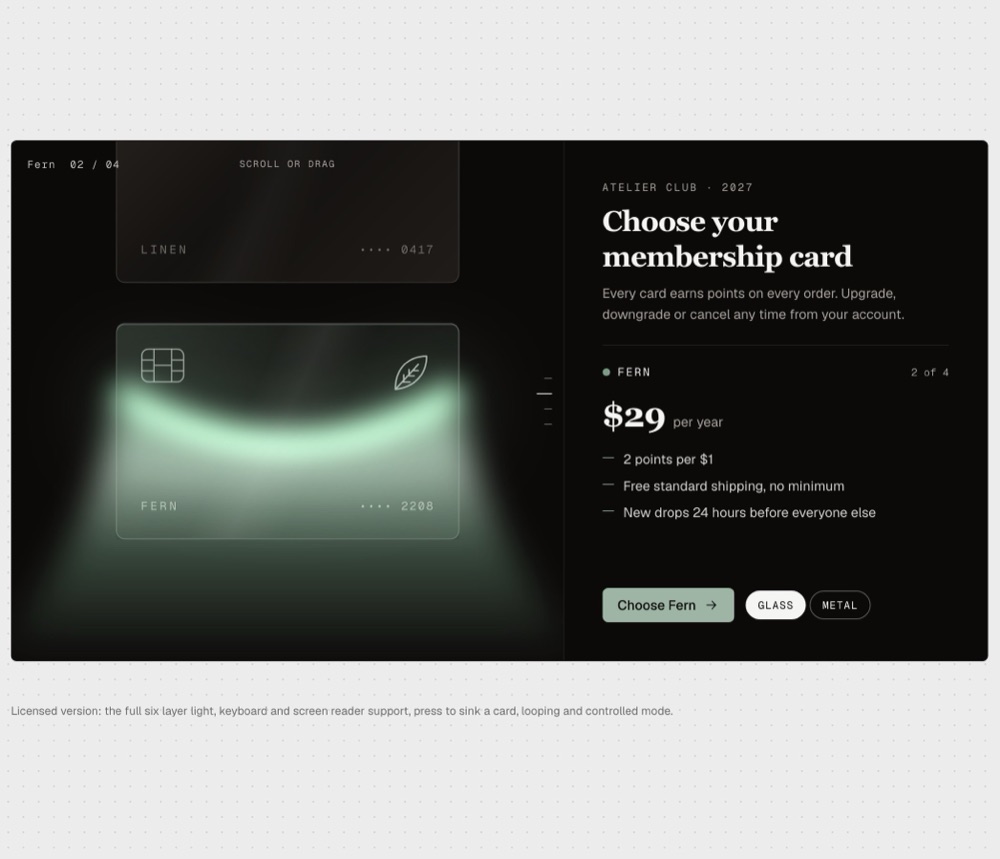 Fern 02 / 04
SCROLL OR DRAG
LINEN
•••• 0417
FERN
•••• 2208
ATELIER CLUB · 2027
Choose your
membership card
Every card earns points on every order. Upgrade,
downgrade or cancel any time from your account.
FERN
2 of 4
$29 per year
— 2 points per $1
— Free standard shipping, no minimum
— New drops 24 hours before everyone else
Choose Fern →
GLASS
METAL
Licensed version: the full six layer light, keyboard and screen reader support, press to sink a card, looping and controlled mode.